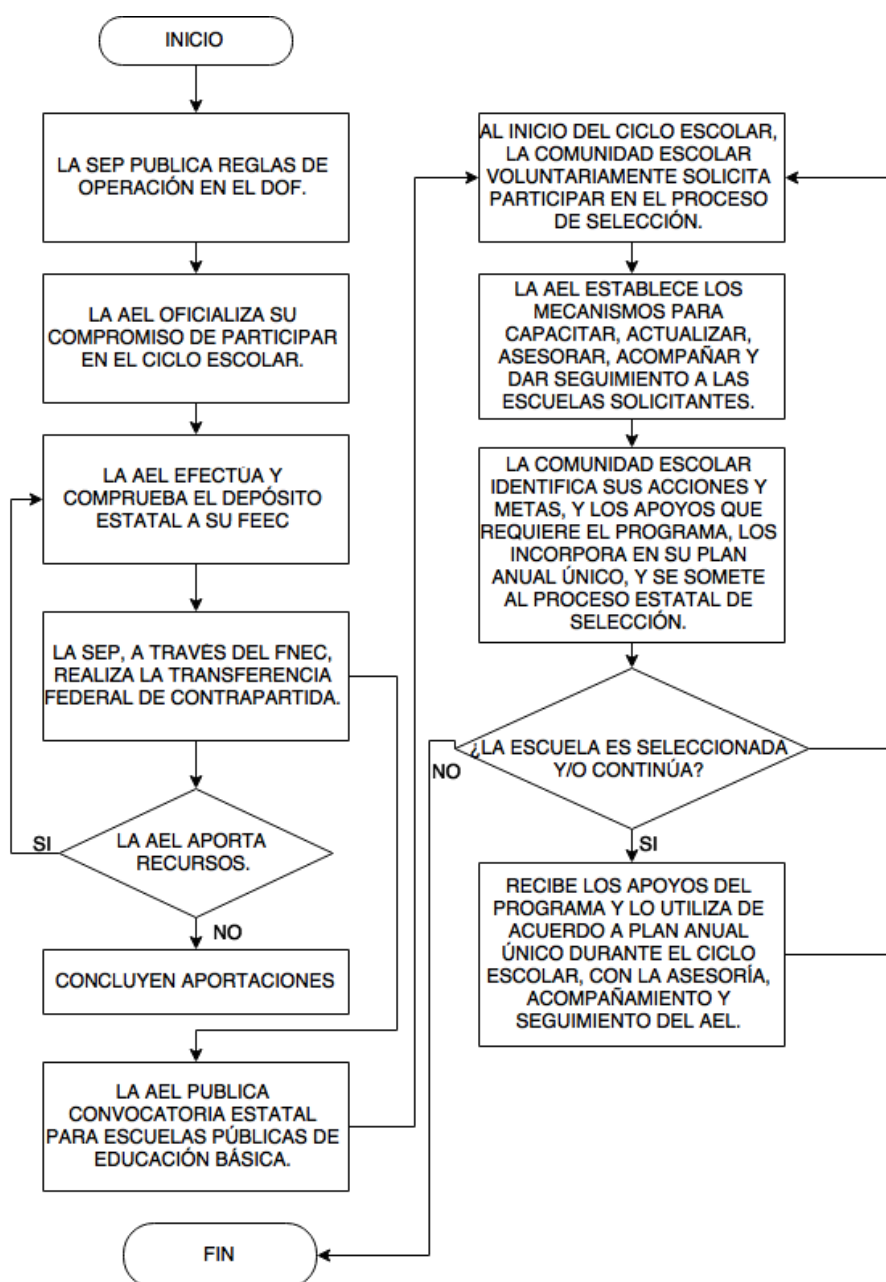 INICIO
LA SEP PUBLICA REGLAS DE
OPERACIÓN EN EL DOF.
LA AEL OFICIALIZA SU
COMPROMISO DE PARTICIPAR
EN EL CICLO ESCOLAR.
LA AEL EFECTÚA Y
COMPRUEBA EL DEPÓSITO
ESTATAL A SU FEEC
LA SEP, A TRAVÉS DEL FNEC,
REALIZA LA TRANSFERENCIA
FEDERAL DE CONTRAPARTIDA.
SI
LA AEL APORTA
RECURSOS.
NO
CONCLUYEN APORTACIONES
LA AEL PUBLICA
CONVOCATORIA ESTATAL
PARA ESCUELAS PÚBLICAS DE
EDUCACIÓN BÁSICA.
AL INICIO DEL CICLO ESCOLAR,
LA COMUNIDAD ESCOLAR
VOLUNTARIAMENTE SOLICITA
PARTICIPAR EN EL PROCESO
DE SELECCIÓN.
LA AEL ESTABLECE LOS
MECANISMOS PARA
CAPACITAR, ACTUALIZAR,
ASESORAR, ACOMPAÑAR Y
DAR SEGUIMIENTO A LAS
ESCUELAS SOLICITANTES.
LA COMUNIDAD ESCOLAR
IDENTIFICA SUS ACCIONES Y
METAS, Y LOS APOYOS QUE
REQUIERE EL PROGRAMA, LOS
INCORPORA EN SU PLAN
ANUAL ÚNICO, Y SE SOMETE
AL PROCESO ESTATAL DE
SELECCIÓN.
¿LA ESCUELA ES SELECCIONADA
Y/O CONTINÚA?
NO
SI
RECIBE LOS APOYOS DEL
PROGRAMA Y LO UTILIZA DE
ACUERDO A PLAN ANUAL
ÚNICO DURANTE EL CICLO
ESCOLAR, CON LA ASESORÍA,
ACOMPAÑAMIENTO Y
SEGUIMIENTO DEL AEL.
FIN